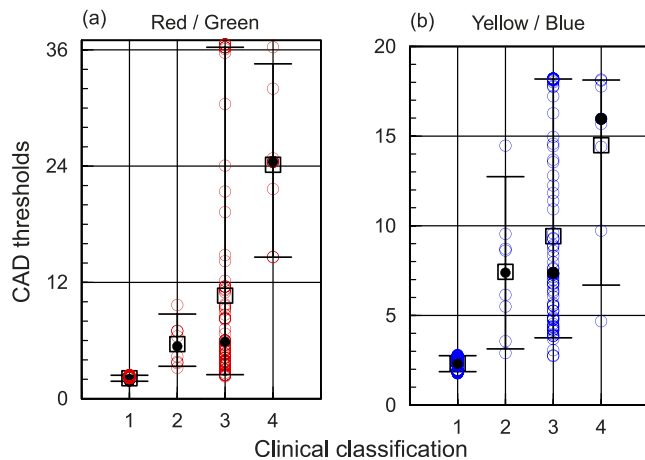 (a) Red / Green
(b) Yellow / Blue
CAD thresholds
36
24
12
0
1 2 3 4
20
15
10
5
0
1 2 3 4
Clinical classification